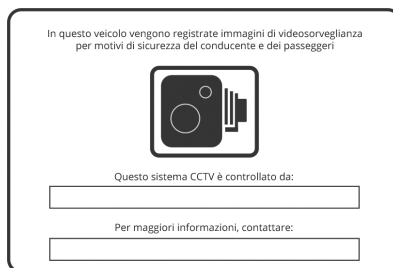 In questo veicolo vengono registrate immagini di videosorveglianza
per motivi di sicurezza del conducente e dei passeggeri
Questo sistema CCTV è controllato da:
Per maggiori informazioni, contattare: